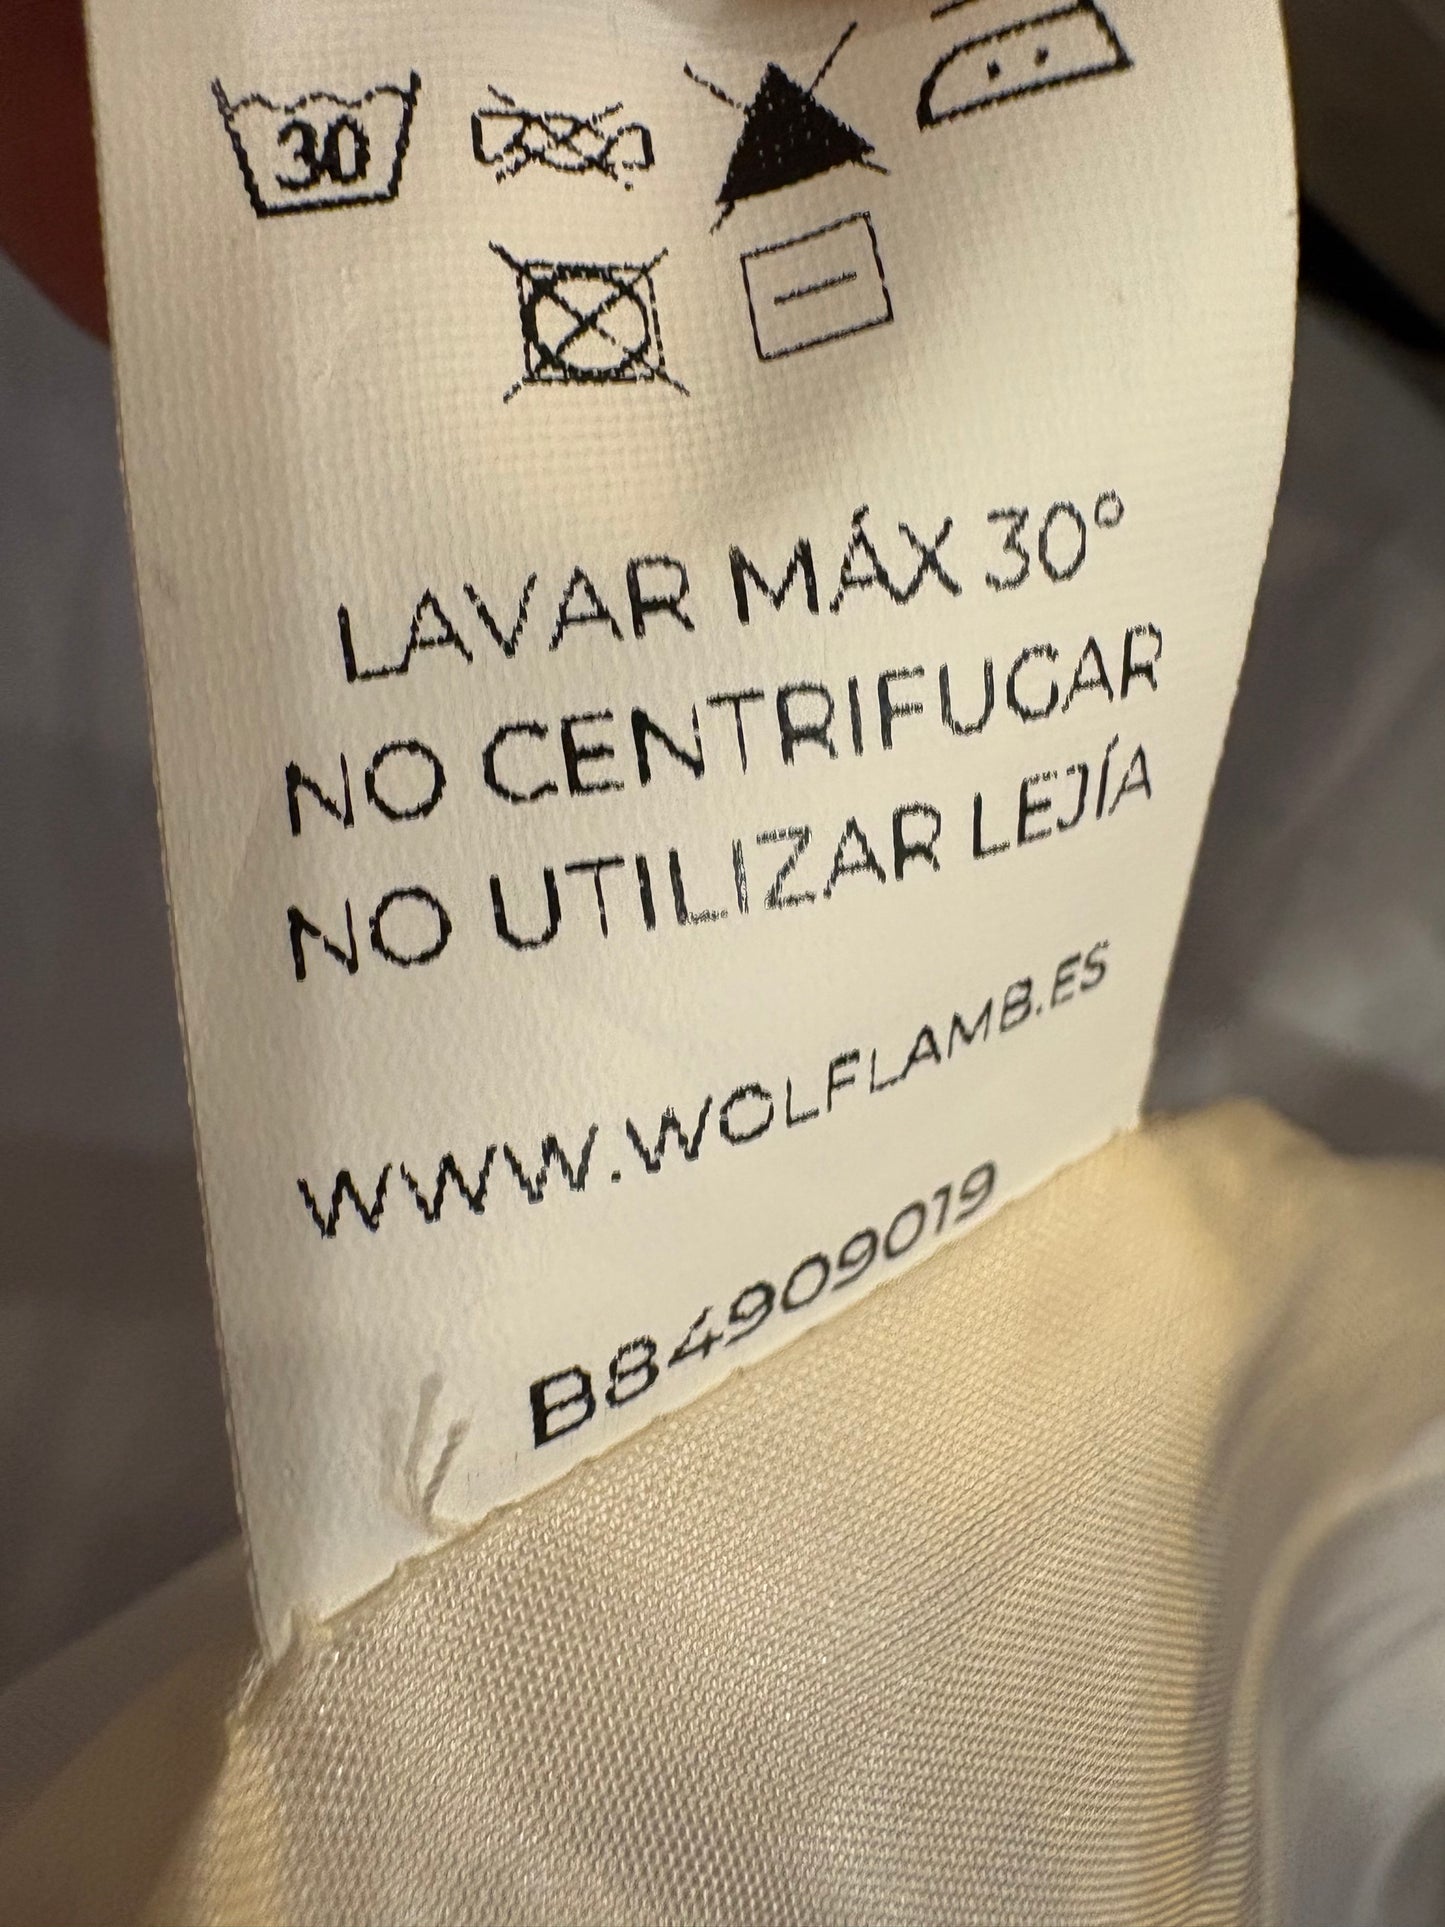 30
LAVAR MÁX 30°
NO CENTRIFUGAR
NO UTILIZAR LEJÍA
WWW.WOLFLAMB.ES
B84909019